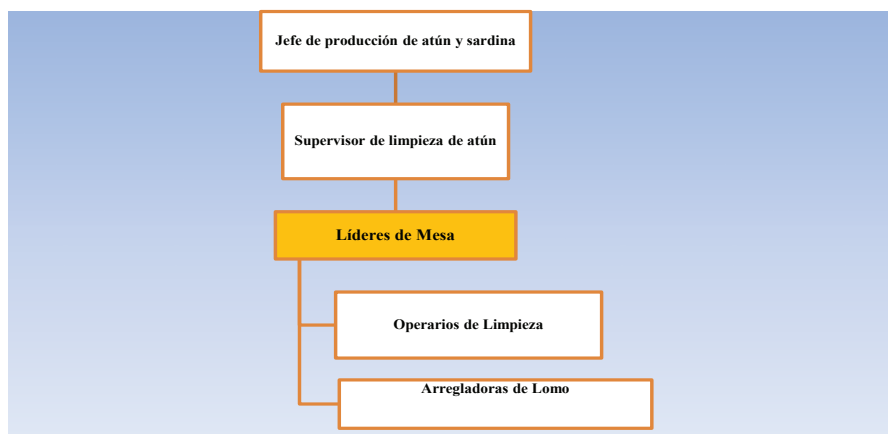 Jefe de producción de atún y sardina
Supervisor de limpieza de atún
Líderes de Mesa
Operarios de Limpieza
Arregladoras de Lomo